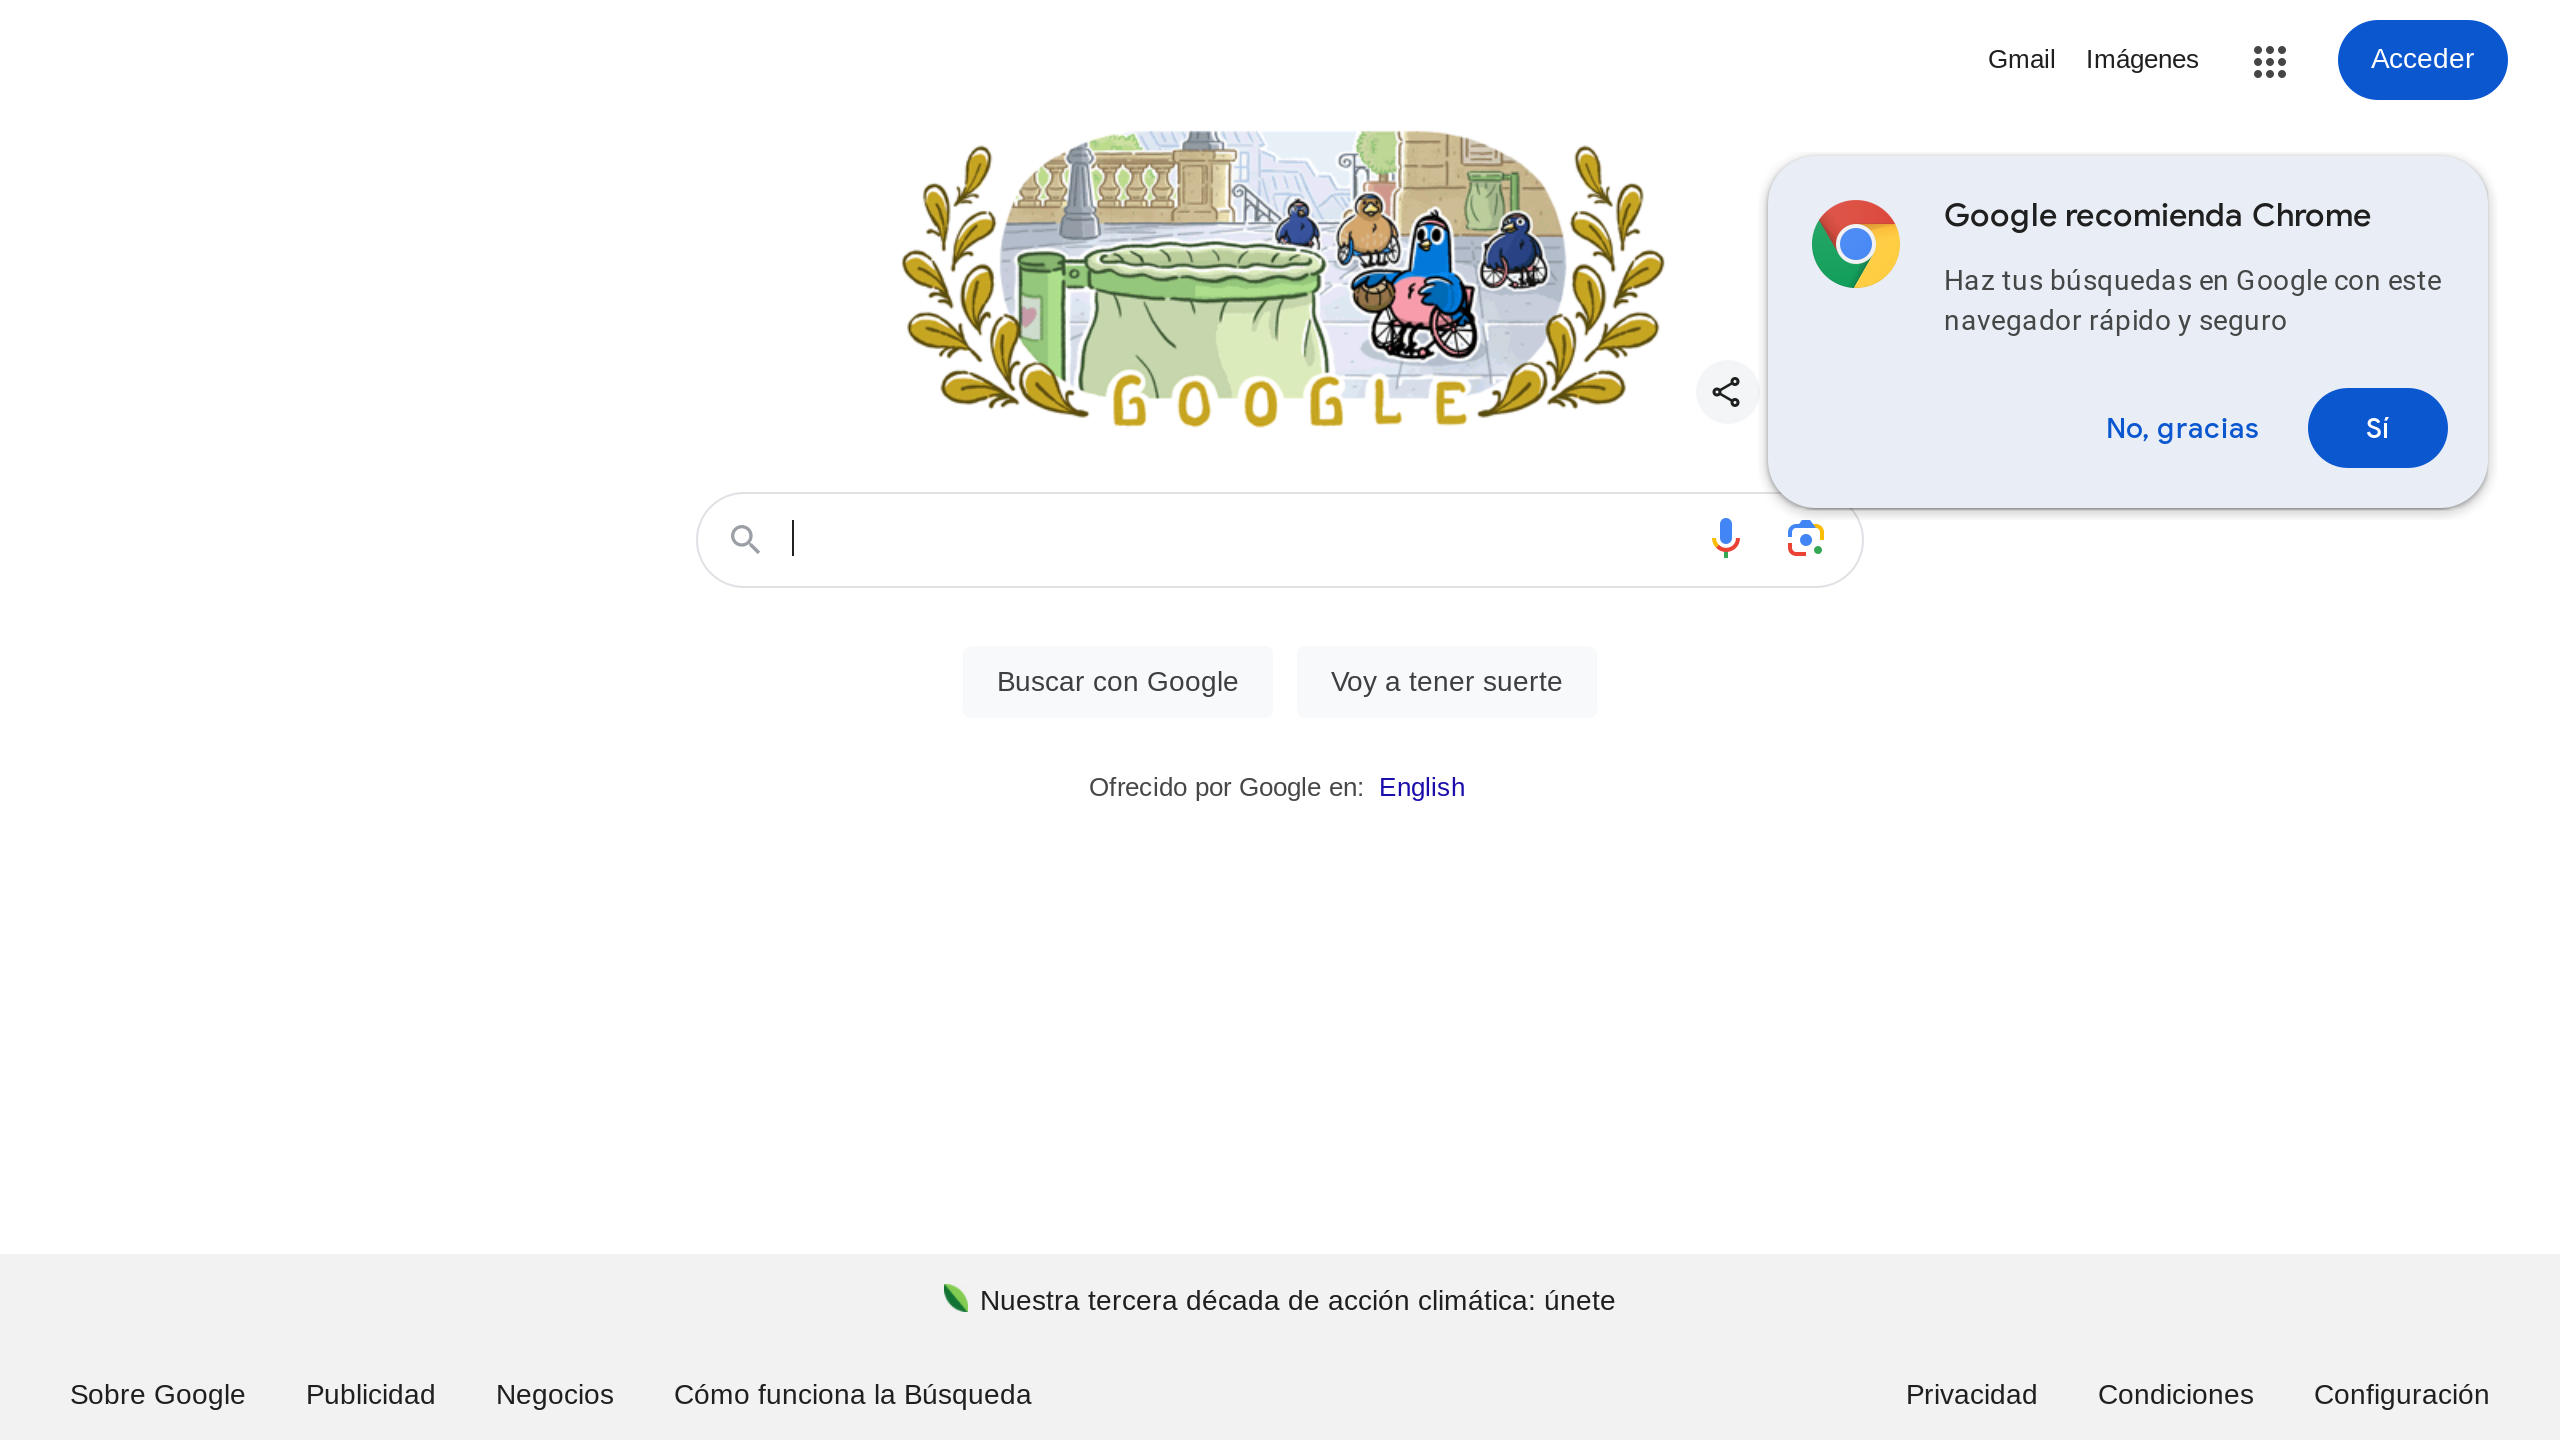 Gmail Imágenes Acceder
GOOGLE
Google recomienda Chrome
Haz tus búsquedas en Google con este
navegador rápido y seguro
No, gracias Sí
Buscar con Google Voy a tener suerte
Ofrecido por Google en: English
Nuestra tercera década de acción climática: únete
Sobre Google Publicidad Negocios Cómo funciona la Búsqueda Privacidad Condiciones Configuración